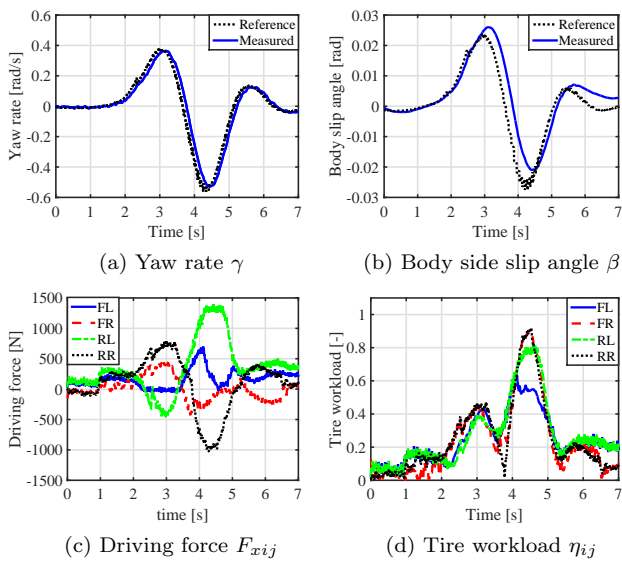 Yaw rate [rad/s]
0.6
0.4
0.2
0
-0.2
-0.4
-0.6
Reference
Measured
0 1 2 3 4 5 6 7
Time [s]
(a) Yaw rate γ
Body slip angle [rad]
0.03
0.02
0.01
0
-0.01
-0.02
-0.03
Reference
Measured
0 1 2 3 4 5 6 7
Time [s]
(b) Body side slip angle β
Driving force [N]
1500
1000
500
0
-500
-1000
-1500
FL
FR
RL
RR
0 1 2 3 4 5 6 7
time [s]
(c) Driving force Fxij
Tire workload [-]
1.2
1
0.8
0.6
0.4
0.2
0
FL
FR
RL
RR
0 1 2 3 4 5 6 7
Time [s]
(d) Tire workload ηij